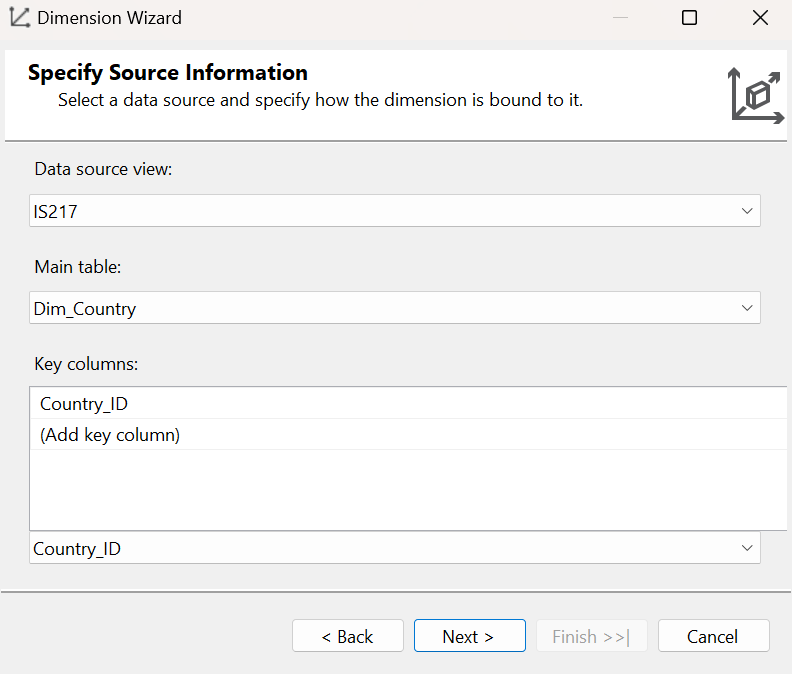 Dimension Wizard
Specify Source Information
Select a data source and specify how the dimension is bound to it.
Data source view:
IS217
Main table:
Dim_Country
Key columns:
Country_ID
(Add key column)
Country_ID
< Back
Next >
Finish >>|
Cancel